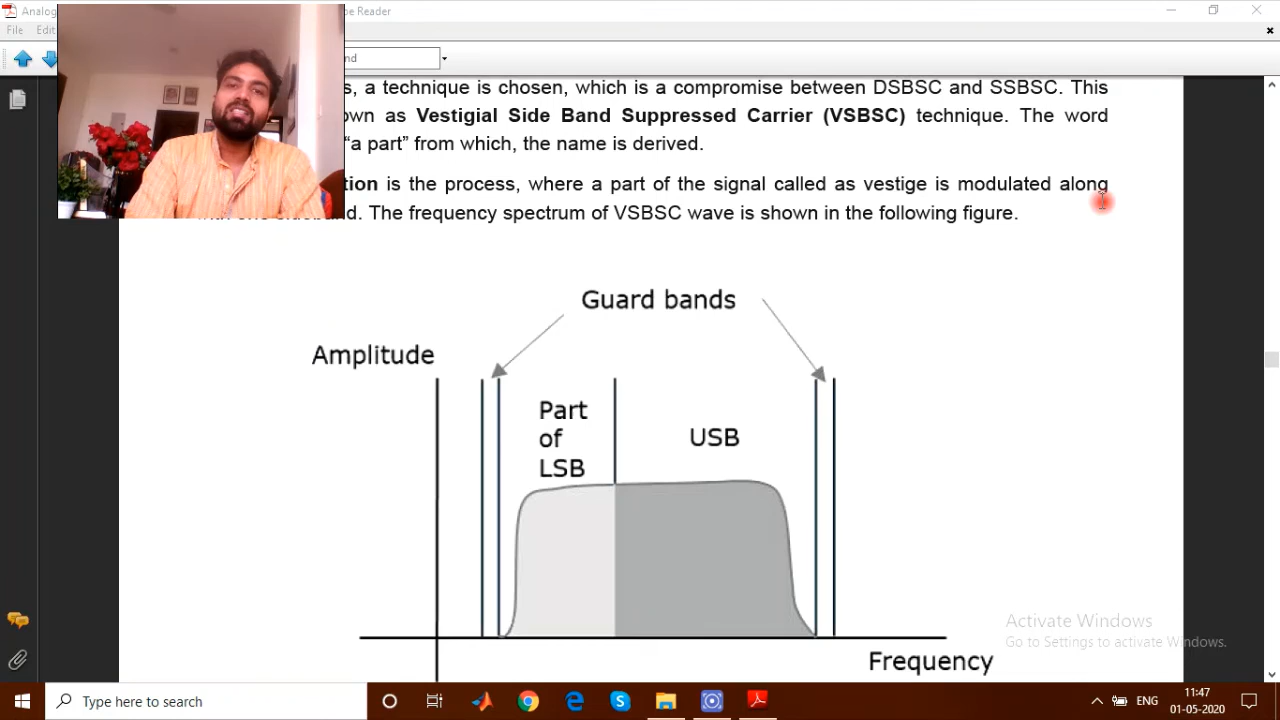 Analog
be Reader
File Edit
nd
s, a technique is chosen, which is a compromise between DSBSC and SSBSC. This
own as Vestigial Side Band Suppressed Carrier (VSBSC) technique. The word
“a part” from which, the name is derived.
tion is the process, where a part of the signal called as vestige is modulated along
with one sideband. The frequency spectrum of VSBSC wave is shown in the following figure.
Guard bands
Amplitude
Part
of
LSB
USB
Frequency
Activate Windows
Go to Settings to activate Windows.
Type here to search
ENG
11:47
01-05-2020